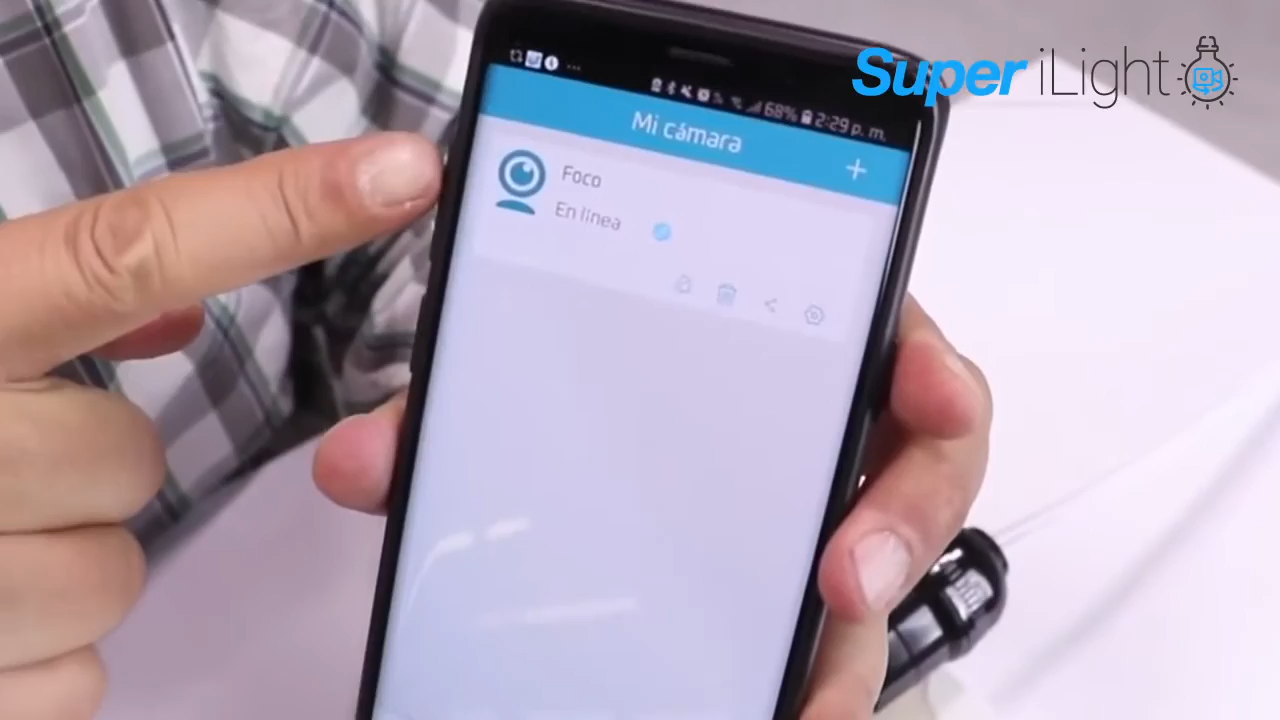 Super iLight
68% 2:29 p. m.
Mi cámara
+
Foco
En línea